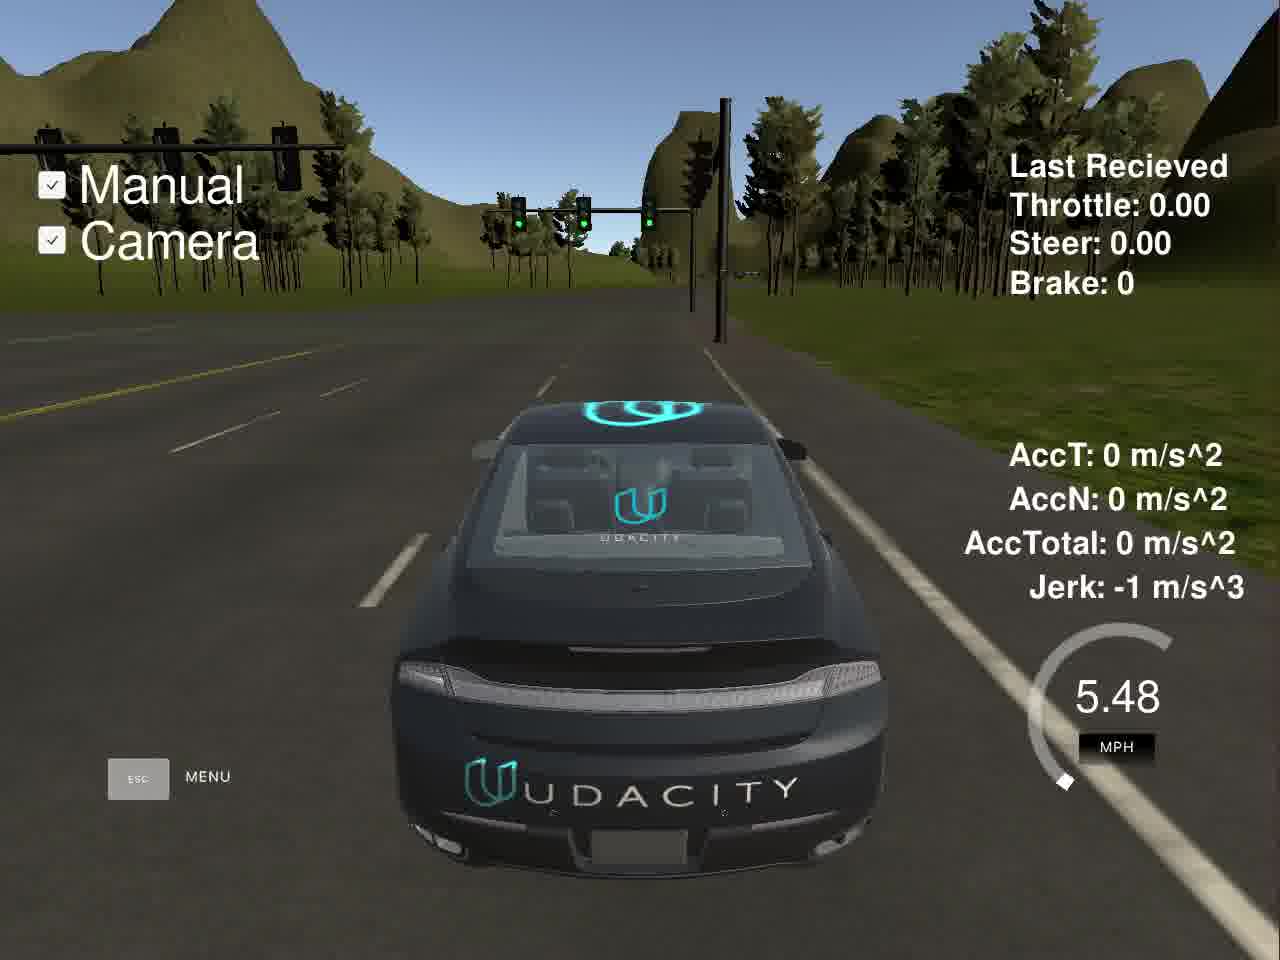 Manual
Camera
Last Recieved
Throttle: 0.00
Steer: 0.00
Brake: 0
AccT: 0 m/s^2
AccN: 0 m/s^2
AccTotal: 0 m/s^2
Jerk: -1 m/s^3
UDACITY
5.48
MPH
ESC MENU
UDACITY